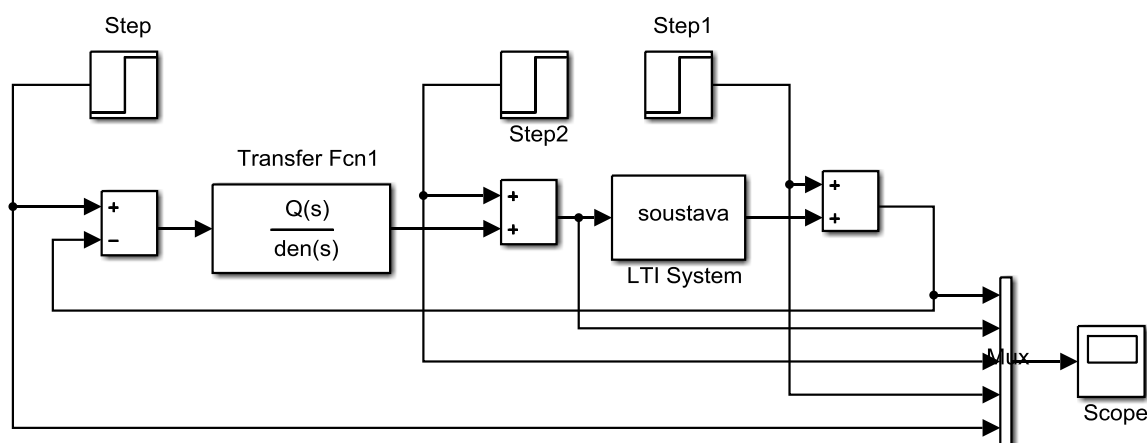 Step
Step1
Step2
Transfer Fcn1
Q(s)
den(s)
+
−
+
+
soustava
LTI System
+
+
Mux
Scope